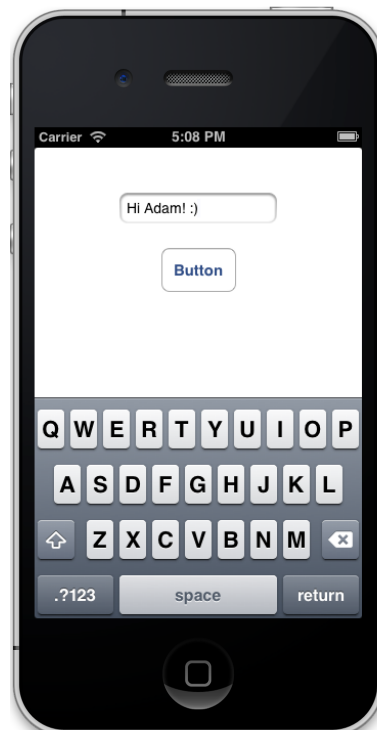 Carrier 5:08 PM
Hi Adam! :)
Button
Q W E R T Y U I O P
A S D F G H J K L
Z X C V B N M
.?123 space return